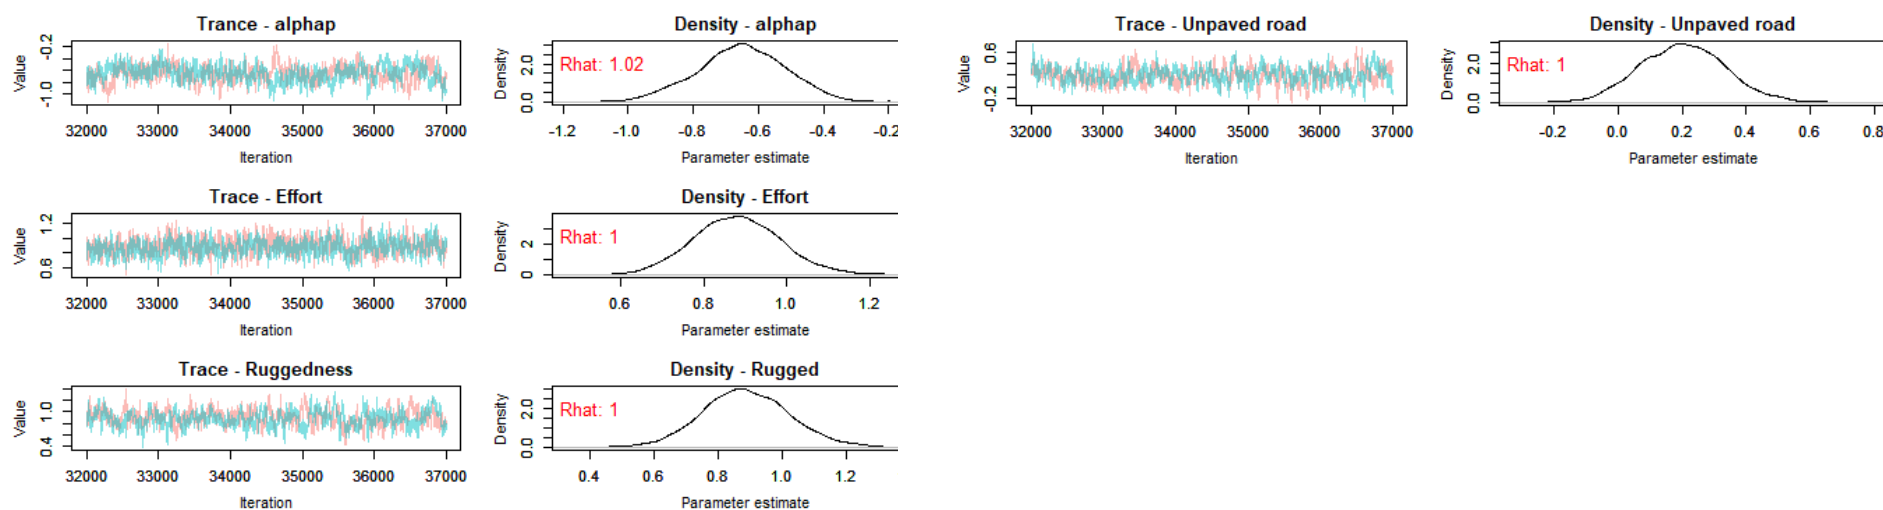 Trance - alphap
Value
-1.0
-0.2
32000 33000 34000 35000 36000 37000
Iteration
Density - alphap
Density
0.0
2.0
Rhat: 1.02
-1.2 -1.0 -0.8 -0.6 -0.4 -0.2
Parameter estimate
Trace - Unpaved road
Value
-0.2
0.6
32000 33000 34000 35000 36000 37000
Iteration
Density - Unpaved road
Density
0.0
2.0
Rhat: 1
-0.2 0.0 0.2 0.4 0.6 0.8
Parameter estimate
Trace - Effort
Value
0.6
1.2
32000 33000 34000 35000 36000 37000
Iteration
Density - Effort
Density
0
2
Rhat: 1
0.6 0.8 1.0 1.2
Parameter estimate
Trace - Ruggedness
Value
0.4
1.0
32000 33000 34000 35000 36000 37000
Iteration
Density - Rugged
Density
0.0
2.0
Rhat: 1
0.4 0.6 0.8 1.0 1.2
Parameter estimate